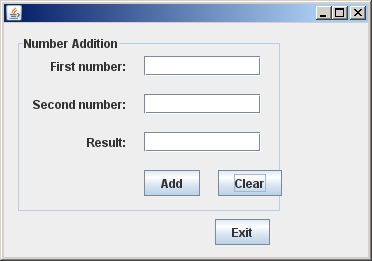 Number Addition
First number:
Second number:
Result:
Add Clear
Exit